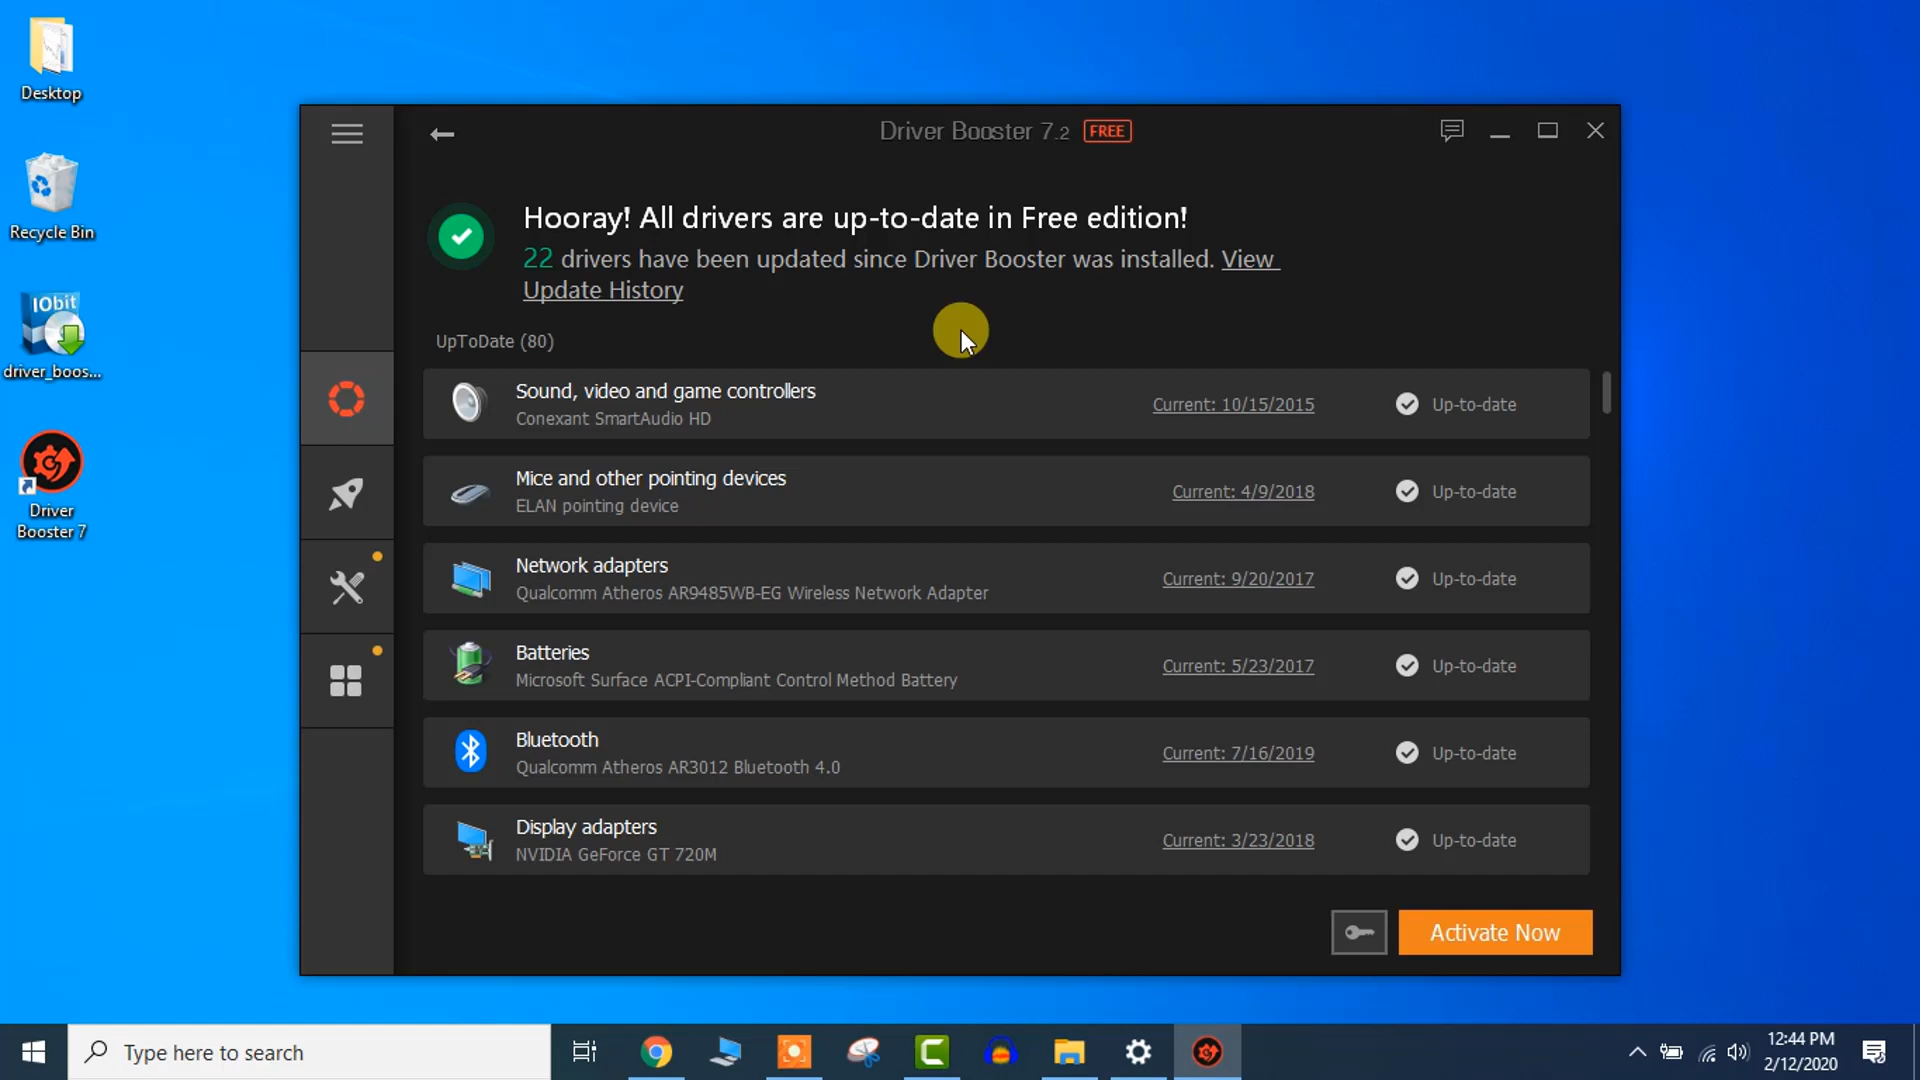 Desktop
Recycle Bin
IObit
driver_boos...
Driver
Booster 7
Driver Booster 7.2 FREE
Hooray! All drivers are up-to-date in Free edition!
22 drivers have been updated since Driver Booster was installed. View
Update History
UpToDate (80)
Sound, video and game controllers
Conexant SmartAudio HD
Current: 10/15/2015
Up-to-date
Mice and other pointing devices
ELAN pointing device
Current: 4/9/2018
Up-to-date
Network adapters
Qualcomm Atheros AR9485WB-EG Wireless Network Adapter
Current: 9/20/2017
Up-to-date
Batteries
Microsoft Surface ACPI-Compliant Control Method Battery
Current: 5/23/2017
Up-to-date
Bluetooth
Qualcomm Atheros AR3012 Bluetooth 4.0
Current: 7/16/2019
Up-to-date
Display adapters
NVIDIA GeForce GT 720M
Current: 3/23/2018
Up-to-date
Activate Now
Type here to search
12:44 PM
2/12/2020